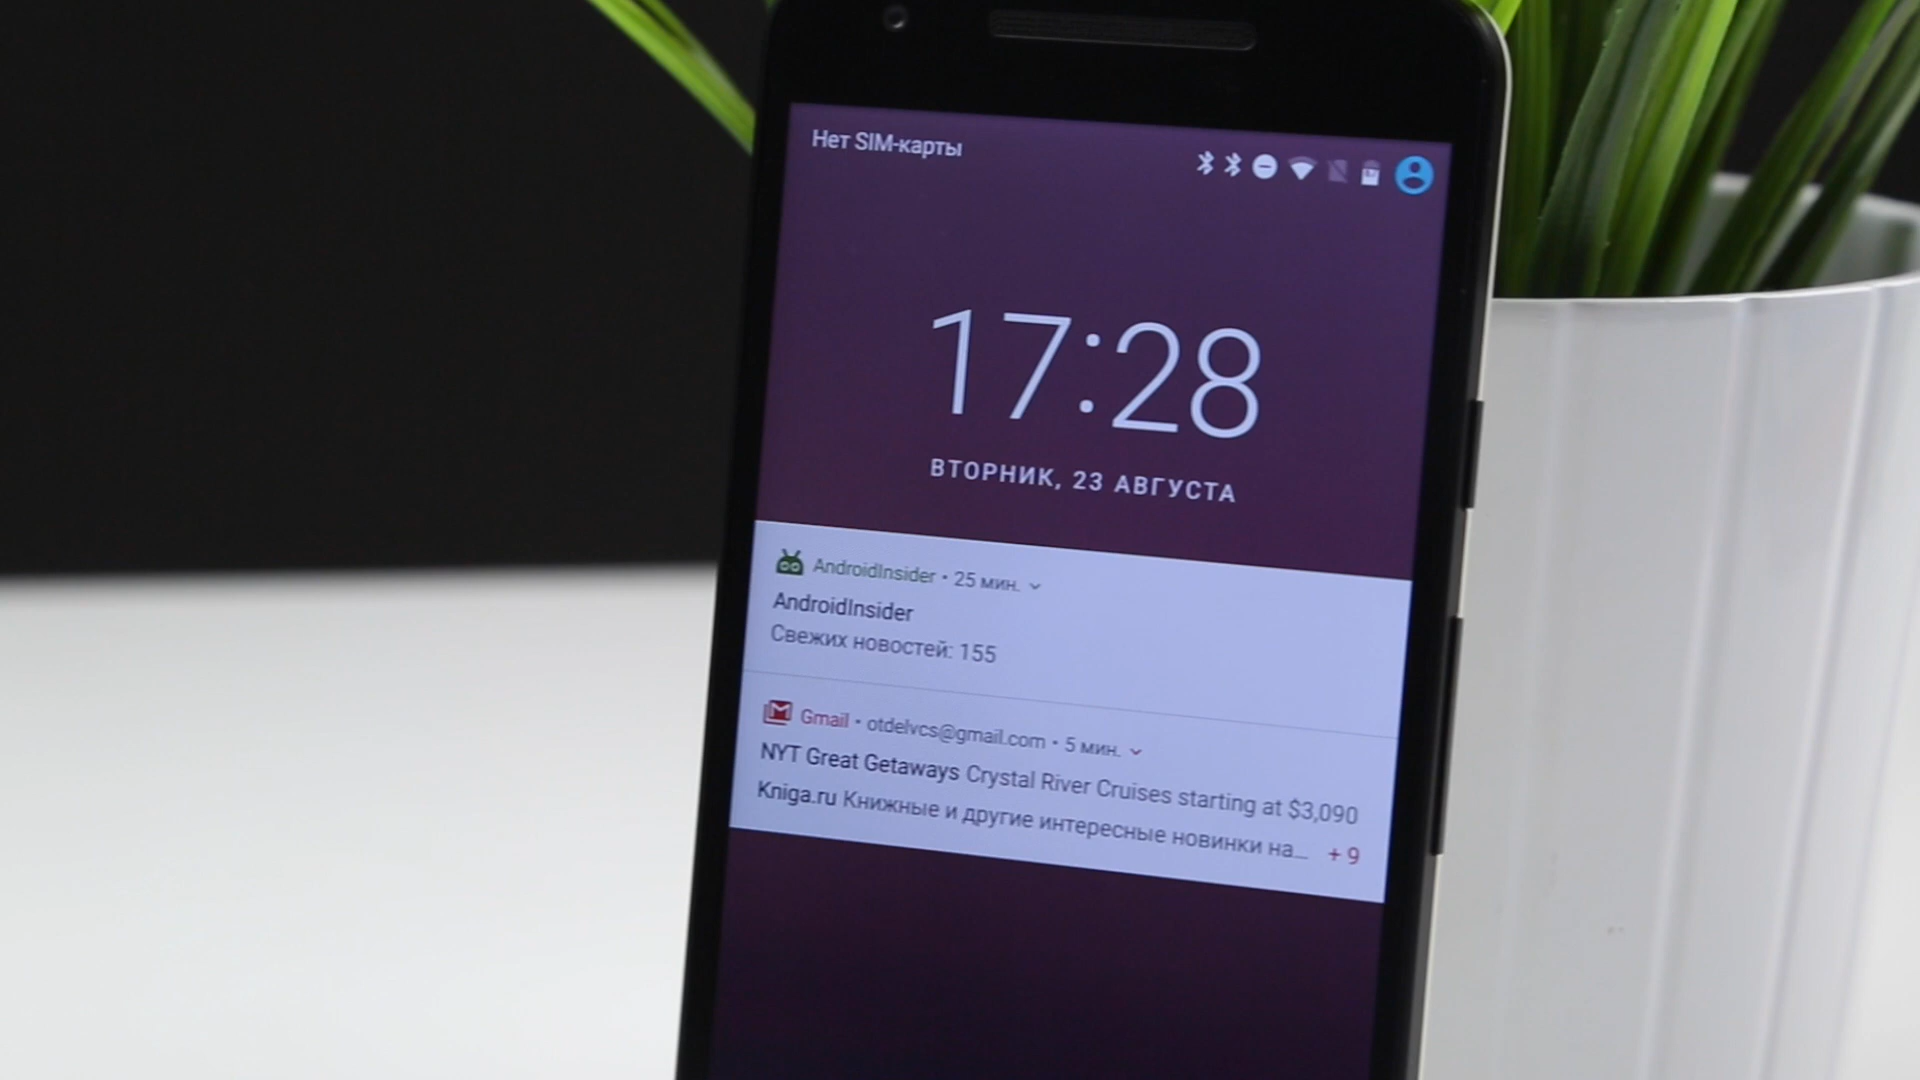 Нет SIM-карты
17:28
ВТОРНИК, 23 АВГУСТА
AndroidInsider • 25 мин.
AndroidInsider
Свежих новостей: 155
Gmail • otdelvcs@gmail.com • 5 мин.
NYT Great Getaways Crystal River Cruises starting at $3,090
Kniga.ru Книжные и другие интересные новинки на... + 9